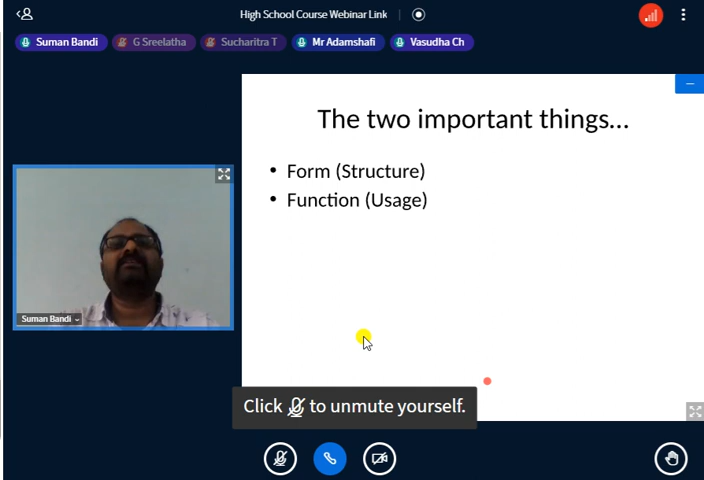 High School Course Webinar Link
Suman Bandi
G Sreelatha
Sucharitra T
Mr Adamshafi
Vasudha Ch
The two important things...
• Form (Structure)
• Function (Usage)
Suman Bandi
Click to unmute yourself.